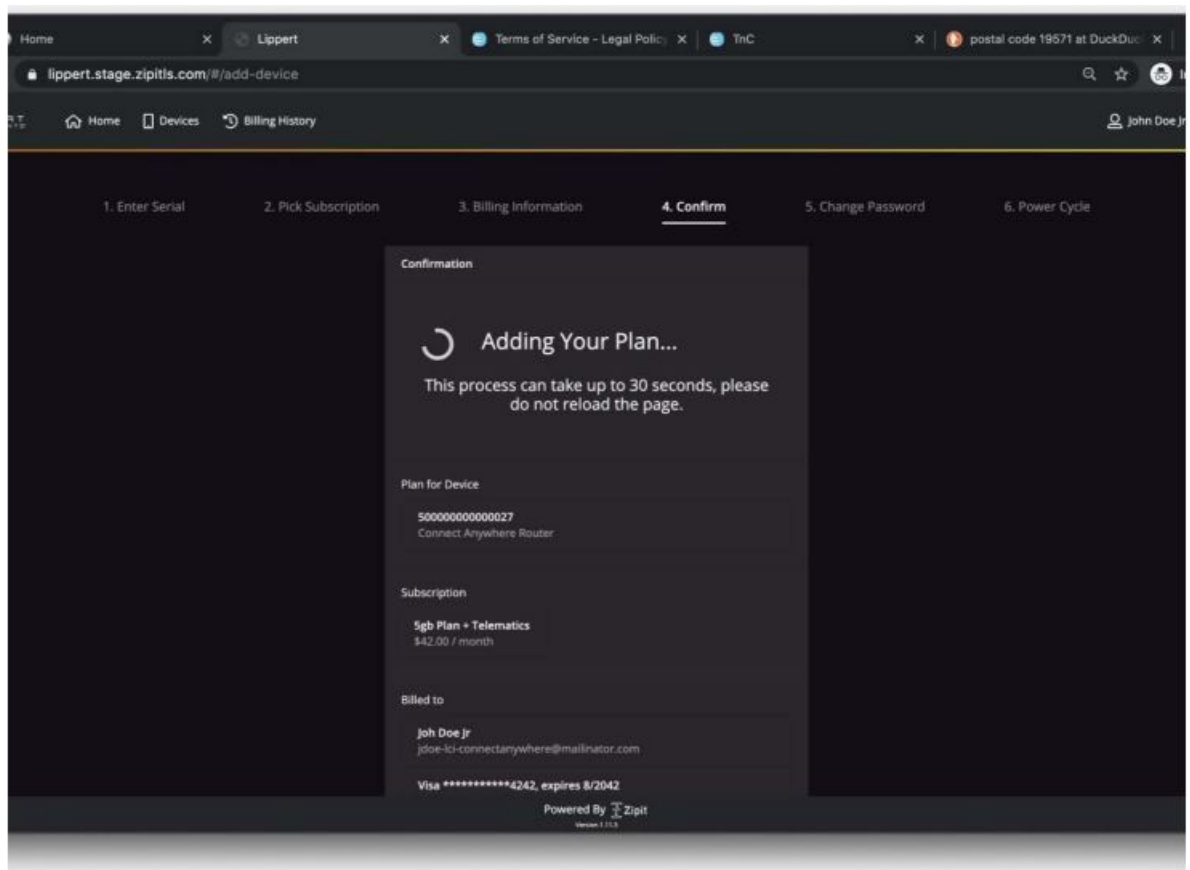 Home
Lippert
Terms of Service - Legal Policy
TnC
postal code 19571 at DuckDuc
lippert.stage.zipitls.com/#/add-device
Home
Devices
Billing History
John Doe Jr
1. Enter Serial
2. Pick Subscription
3. Billing Information
4. Confirm
5. Change Password
6. Power Cycle
Confirmation
Adding Your Plan...
This process can take up to 30 seconds, please
do not reload the page.
Plan for Device
500000000000027
Connect Anywhere Router
Subscription
5gb Plan + Telematics
$42.00 / month
Billed to
Joh Doe Jr
jdoe-lci-connectanywhere@mailinator.com
Visa ***********4242, expires 8/2042
Powered By Zipit